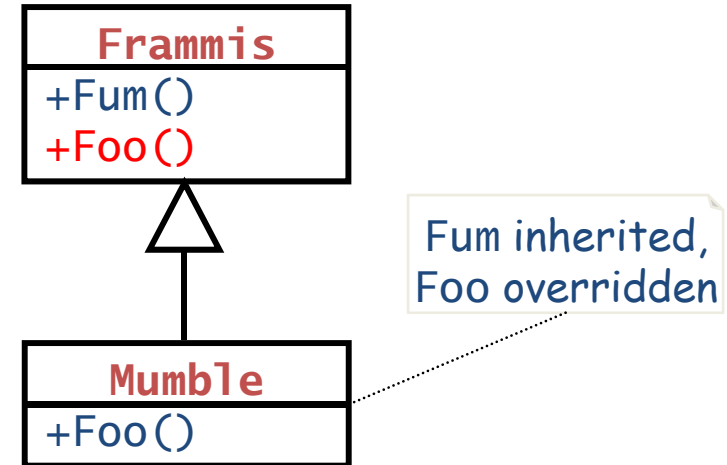 Frammis
+Fum()
+Foo()
Fum inherited,
Foo overridden
Mumble
+Foo()